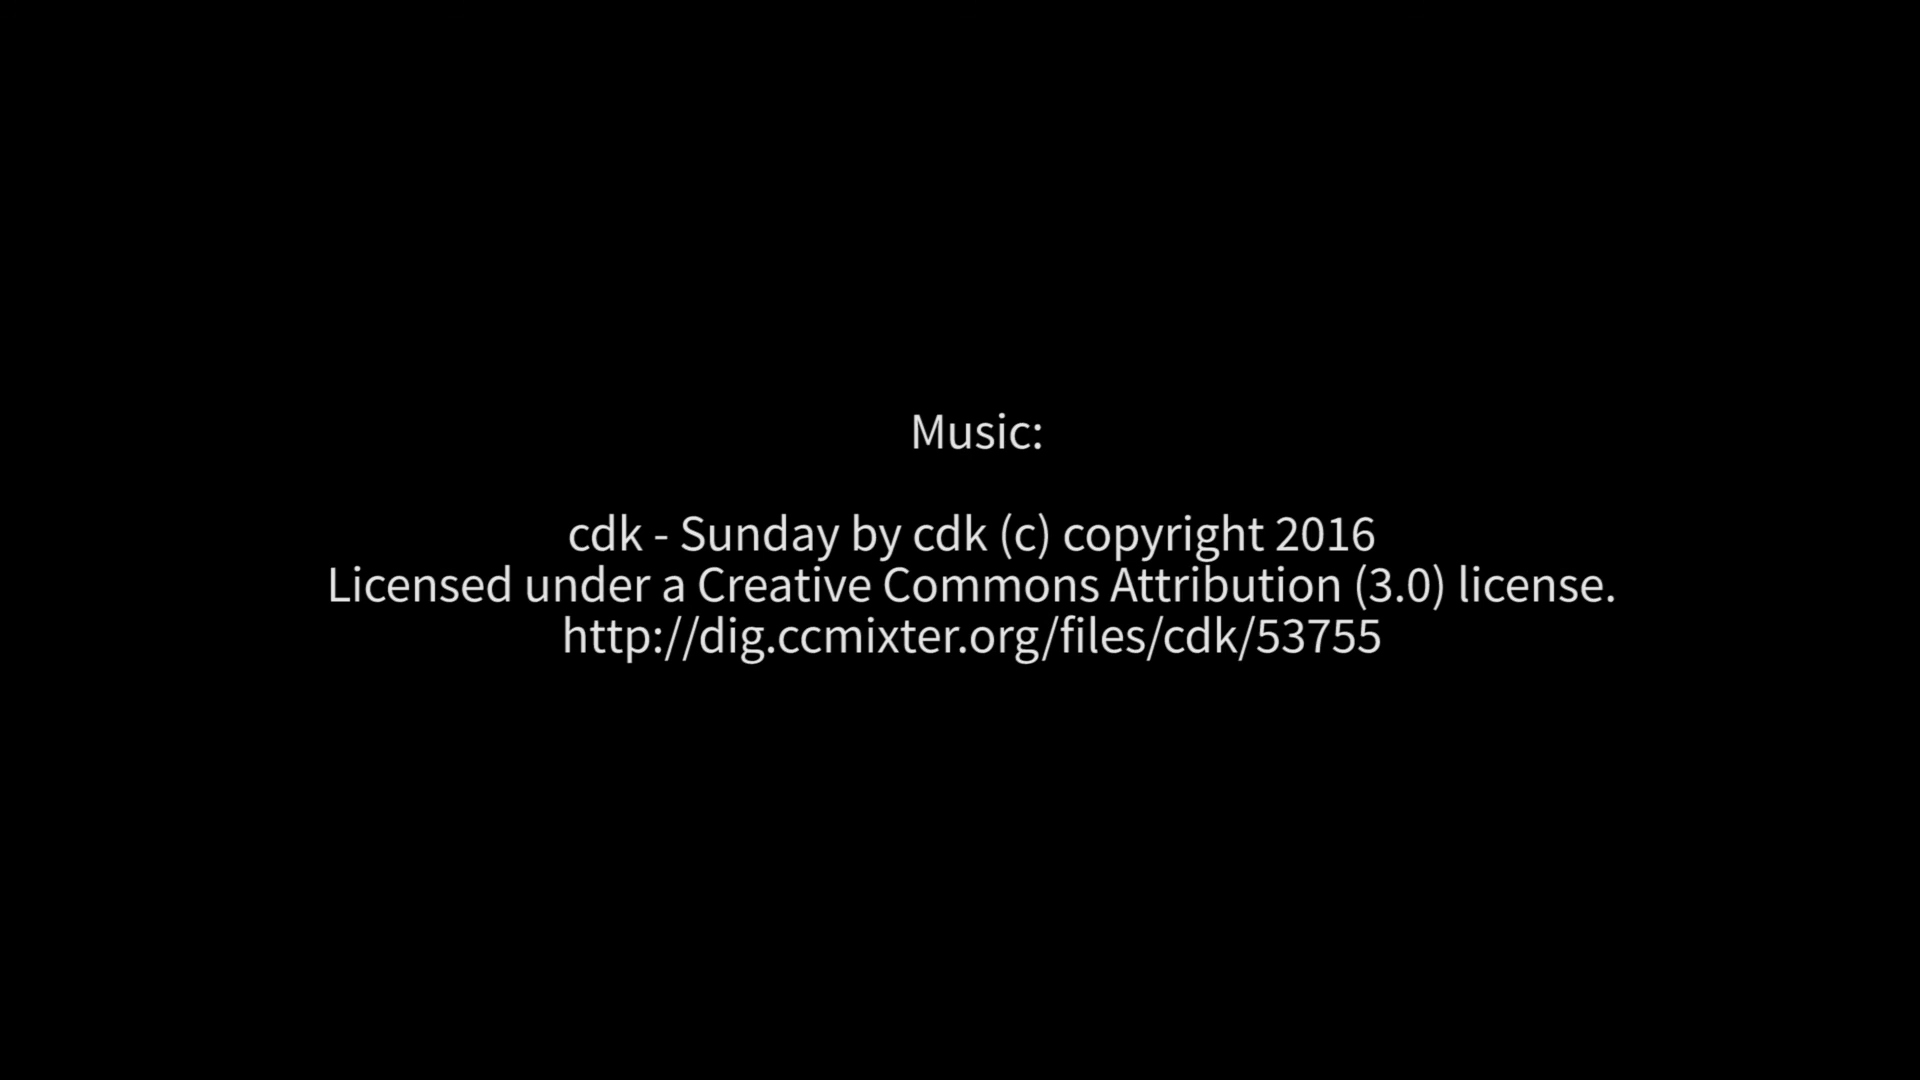 Music:
cdk - Sunday by cdk (c) copyright 2016
Licensed under a Creative Commons Attribution (3.0) license.
http://dig.ccmixter.org/files/cdk/53755